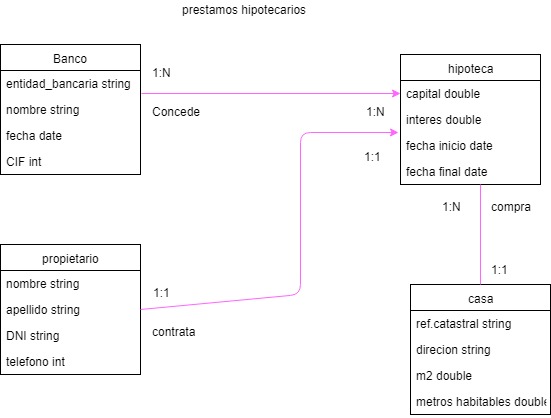 prestamos hipotecarios
Banco
entidad_bancaria string
nombre string
fecha date
CIF int
1:N
Concede
hipoteca
capital double
interes double
fecha inicio date
fecha final date
1:N
1:1
1:N
compra
1:1
propietario
nombre string
apellido string
DNI string
telefono int
1:1
contrata
casa
ref.catastral string
direcion string
m2 double
metros habitables double